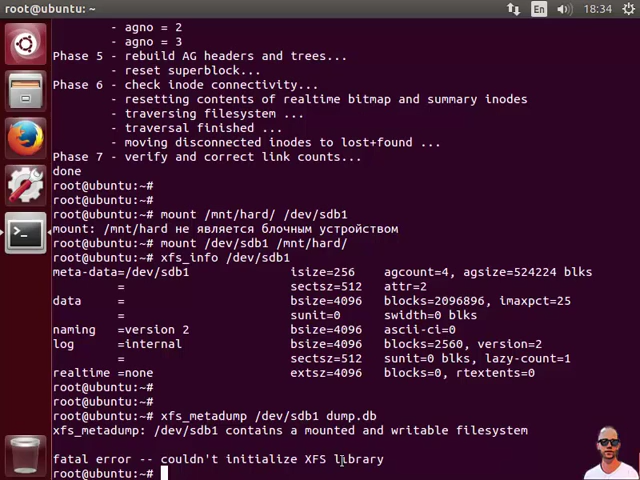 root@ubuntu: ~
En
18:34
- agno = 2
- agno = 3
Phase 5 - rebuild AG headers and trees...
- reset superblock...
Phase 6 - check inode connectivity...
- resetting contents of realtime bitmap and summary inodes
- traversing filesystem ...
- traversal finished ...
- moving disconnected inodes to lost+found ...
Phase 7 - verify and correct link counts...
done
root@ubuntu:~#
root@ubuntu:~#
root@ubuntu:~# mount /mnt/hard/ /dev/sdb1
mount: /mnt/hard не является блочным устройством
root@ubuntu:~# mount /dev/sdb1 /mnt/hard/
root@ubuntu:~# xfs_info /dev/sdb1
meta-data=/dev/sdb1 isize=256 agcount=4, agsize=524224 blks
= sectsz=512 attr=2
data = bsize=4096 blocks=2096896, imaxpct=25
= sunit=0 swidth=0 blks
naming =version 2 bsize=4096 ascii-ci=0
log =internal bsize=4096 blocks=2560, version=2
= sectsz=512 sunit=0 blks, lazy-count=1
realtime =none extsz=4096 blocks=0, rtextents=0
root@ubuntu:~#
root@ubuntu:~#
root@ubuntu:~# xfs_metadump /dev/sdb1 dump.db
xfs_metadump: /dev/sdb1 contains a mounted and writable filesystem
fatal error -- couldn't initialize XFS library
root@ubuntu:~#